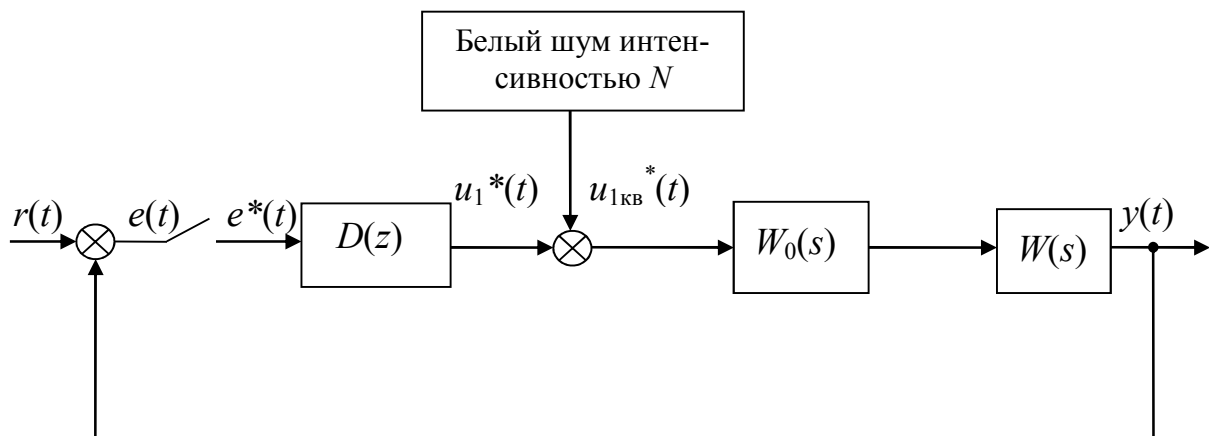 Белый шум интен-
сивностью N
r(t)
e(t)
e*(t)
D(z)
u₁*(t)
u₁кв*(t)
W₀(s)
W(s)
y(t)